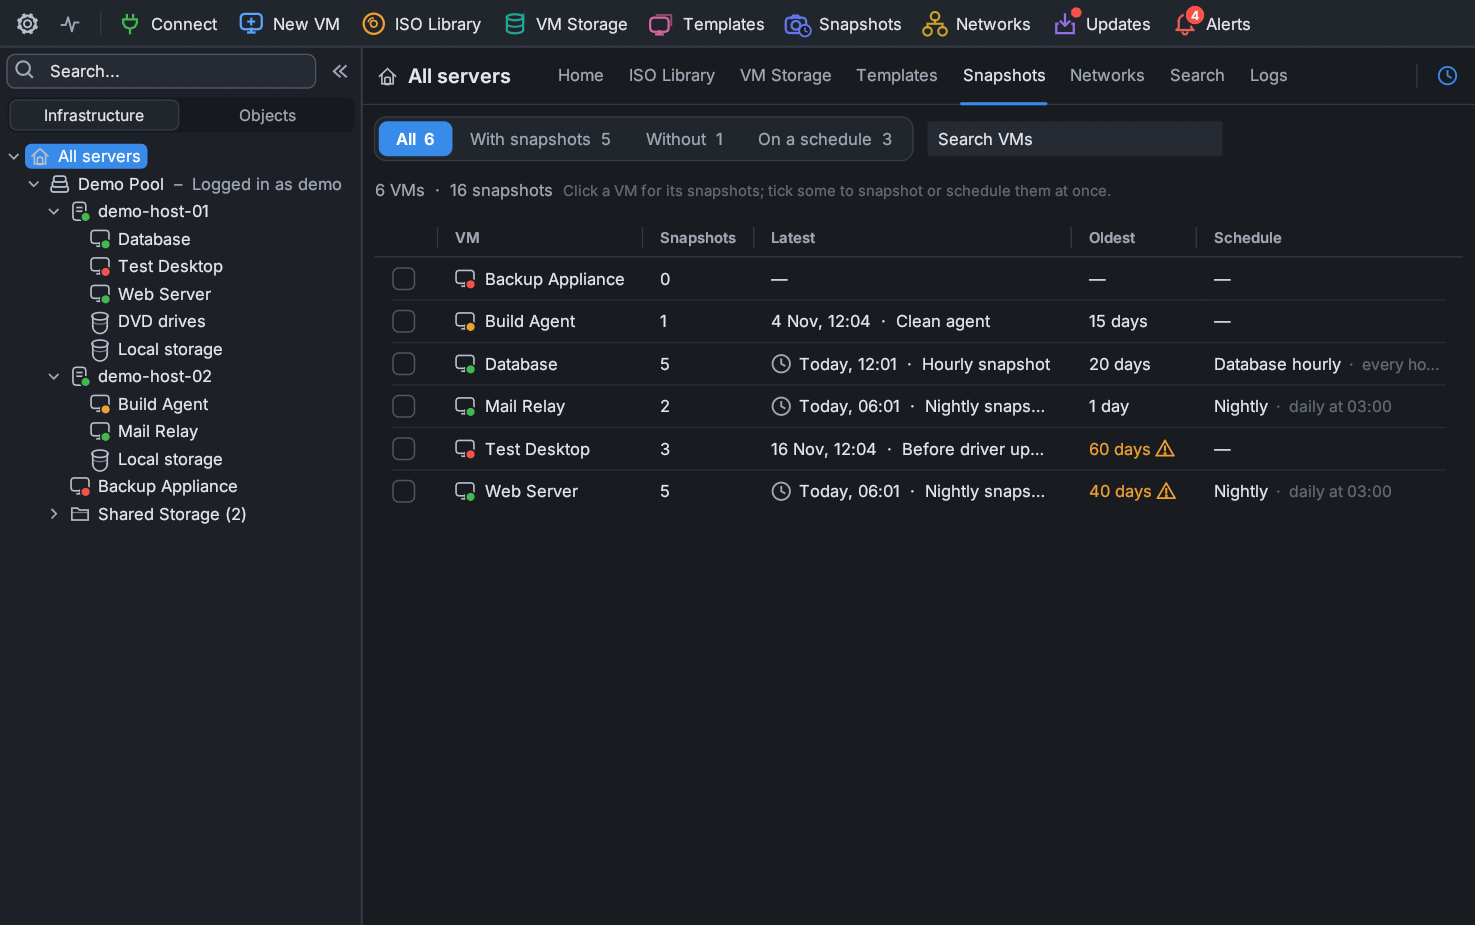 Connect New VM ISO Library VM Storage Templates Snapshots Networks Updates 4 Alerts
Search...
Infrastructure Objects
All servers
Demo Pool – Logged in as demo
demo-host-01
Database
Test Desktop
Web Server
DVD drives
Local storage
demo-host-02
Build Agent
Mail Relay
Local storage
Backup Appliance
Shared Storage (2)
All servers Home ISO Library VM Storage Templates Snapshots Networks Search Logs
All 6 With snapshots 5 Without 1 On a schedule 3 Search VMs
6 VMs · 16 snapshots Click a VM for its snapshots; tick some to snapshot or schedule them at once.
VM Snapshots Latest Oldest Schedule
Backup Appliance 0 — — —
Build Agent 1 4 Nov, 12:04 · Clean agent 15 days —
Database 5 Today, 12:01 · Hourly snapshot 20 days Database hourly · every ho...
Mail Relay 2 Today, 06:01 · Nightly snaps... 1 day Nightly · daily at 03:00
Test Desktop 3 16 Nov, 12:04 · Before driver up... 60 days —
Web Server 5 Today, 06:01 · Nightly snaps... 40 days Nightly · daily at 03:00